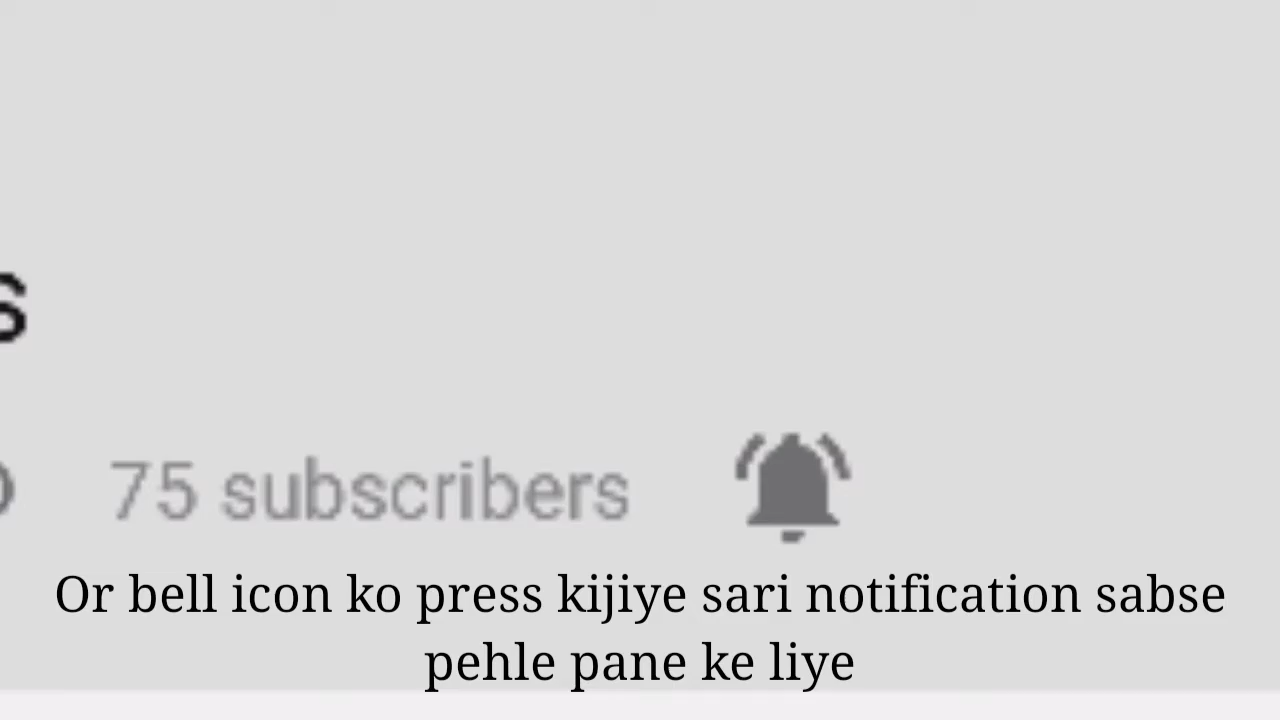 s
75 subscribers
Or bell icon ko press kijiye sari notification sabse
pehle pane ke liye